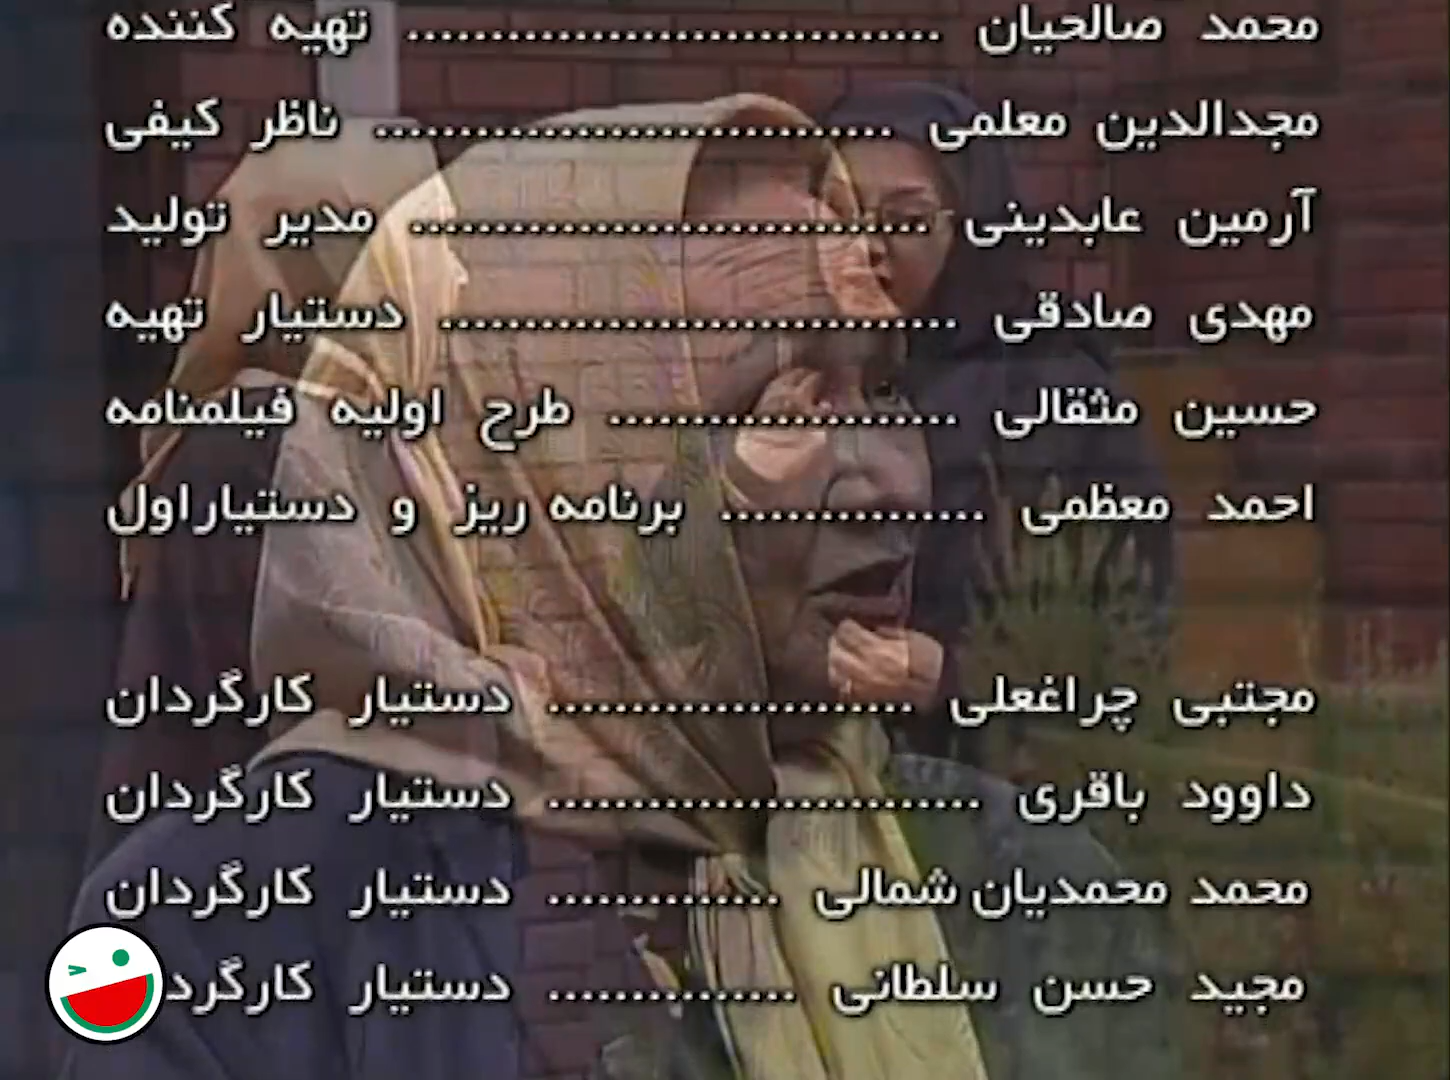 محمد صالحیان ................................ تهیه کننده
مجدالدین معلمی ............................... ناظر کیفی
آرمین عابدینی ............................... مدیر تولید
مهدی صادقی ............................... دستیار تهیه
حسین مثقالی ..................... طرح اولیه فیلمنامه
احمد معظمی ................ برنامه ریز و دستیاراول
مجتبی چراغعلی ...................... دستیار کارگردان
داوود باقری .......................... دستیار کارگردان
محمد محمدیان شمالی .............. دستیار کارگردان
مجید حسن سلطانی ............... دستیار کارگرد